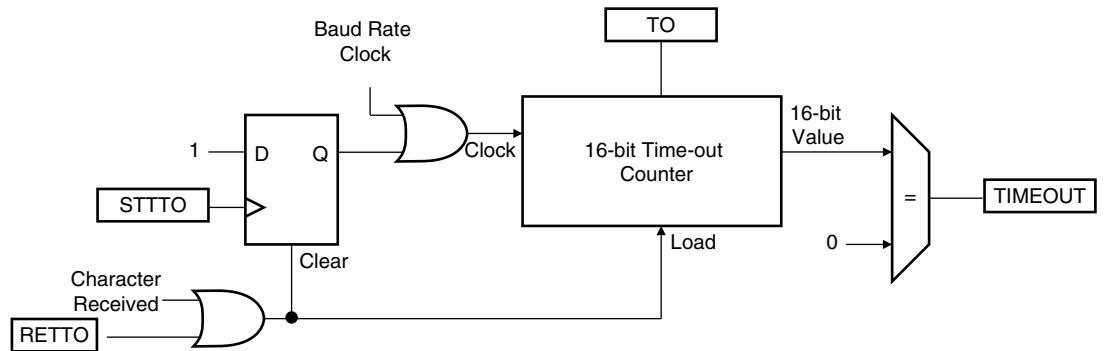 TO
Baud Rate
Clock
16-bit
Value
1
D
Q
Clock
16-bit Time-out
Counter
STTTO
=
TIMEOUT
Clear
Load
0
Character
Received
RETTO